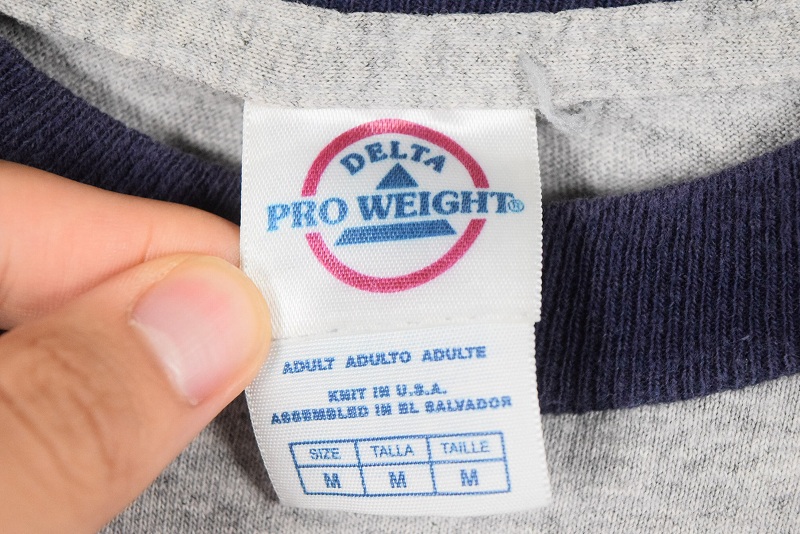 DELTA
PRO WEIGHT®
ADULT ADULTO ADULTE
KNIT IN U.S.A.
ASSEMBLED IN EL SALVADOR
SIZE TALLA TAILLE
M M M